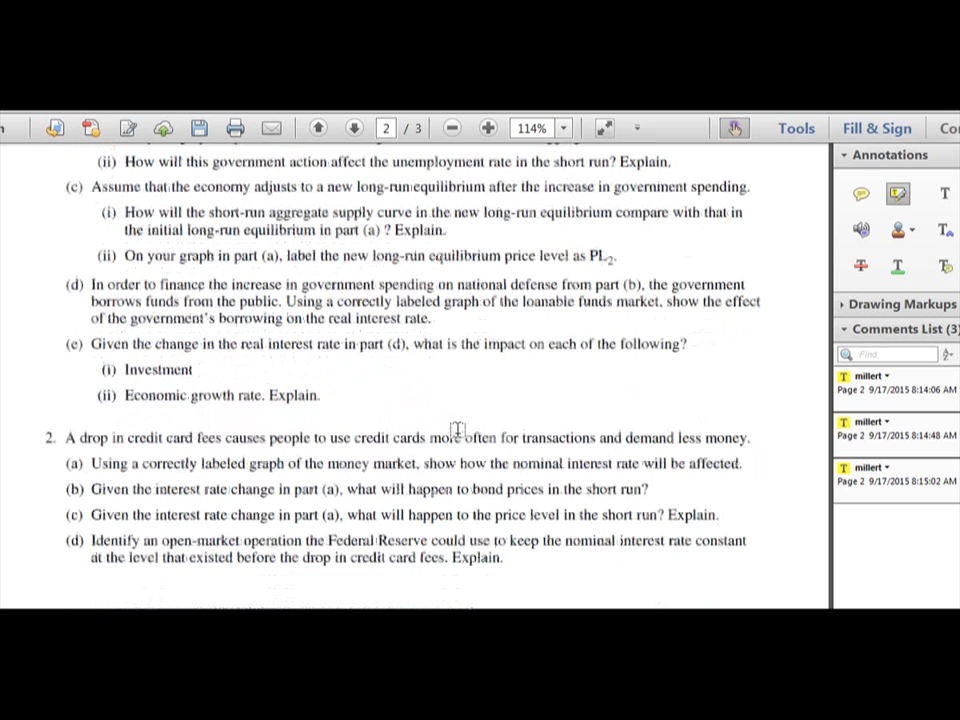 2 / 3 114% Tools Fill & Sign
Annotations
(ii) How will this government action affect the unemployment rate in the short run? Explain.
(c) Assume that the economy adjusts to a new long-run equilibrium after the increase in government spending.
(i) How will the short-run aggregate supply curve in the new long-run equilibrium compare with that in
the initial long-run equilibrium in part (a) ? Explain.
(ii) On your graph in part (a), label the new long-run equilibrium price level as PL2.
(d) In order to finance the increase in government spending on national defense from part (b), the government
borrows funds from the public. Using a correctly labeled graph of the loanable funds market, show the effect
of the government's borrowing on the real interest rate.
(e) Given the change in the real interest rate in part (d), what is the impact on each of the following?
(i) Investment
(ii) Economic growth rate. Explain.
2. A drop in credit card fees causes people to use credit cards more often for transactions and demand less money.
(a) Using a correctly labeled graph of the money market, show how the nominal interest rate will be affected.
(b) Given the interest rate change in part (a), what will happen to bond prices in the short run?
(c) Given the interest rate change in part (a), what will happen to the price level in the short run? Explain.
(d) Identify an open-market operation the Federal Reserve could use to keep the nominal interest rate constant
at the level that existed before the drop in credit card fees. Explain.
Drawing Markups
Comments List (3)
Find
millert
Page 2 9/17/2015 8:14:06 AM
millert
Page 2 9/17/2015 8:14:48 AM
millert
Page 2 9/17/2015 8:15:02 AM